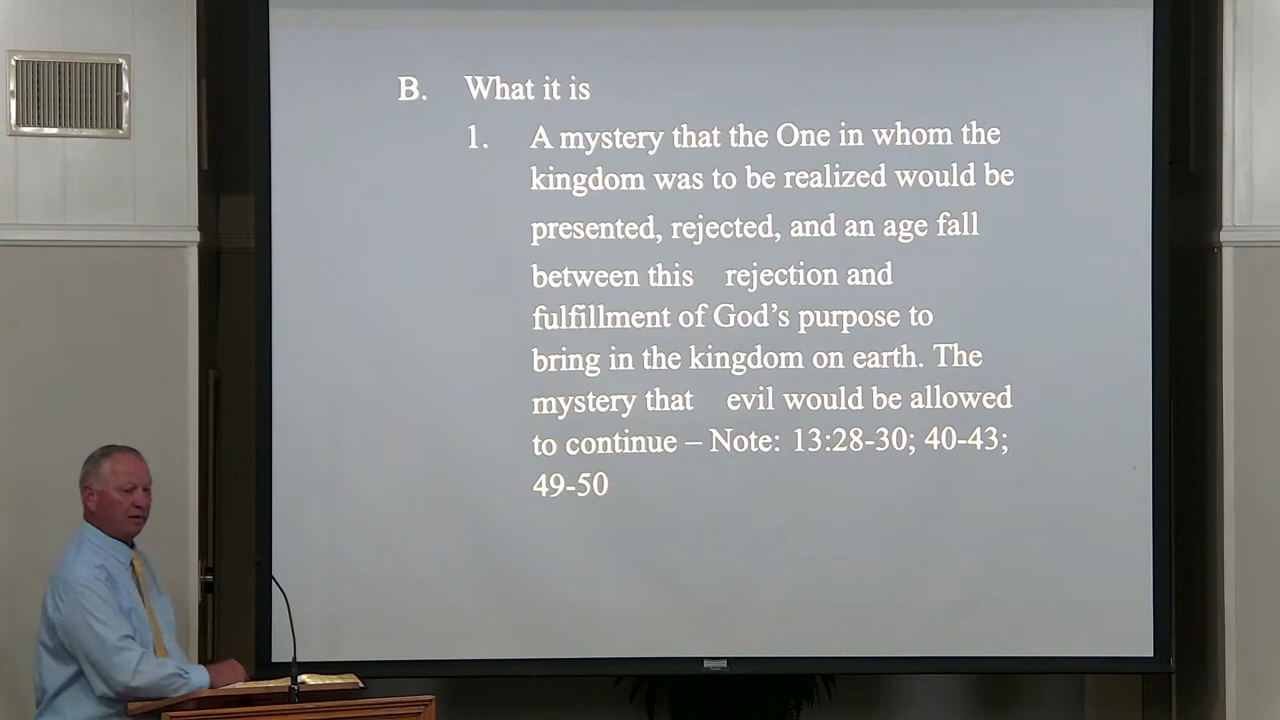 B. What it is
1. A mystery that the One in whom the
kingdom was to be realized would be
presented, rejected, and an age fall
between this rejection and
fulfillment of God’s purpose to
bring in the kingdom on earth. The
mystery that evil would be allowed
to continue – Note: 13:28-30; 40-43;
49-50